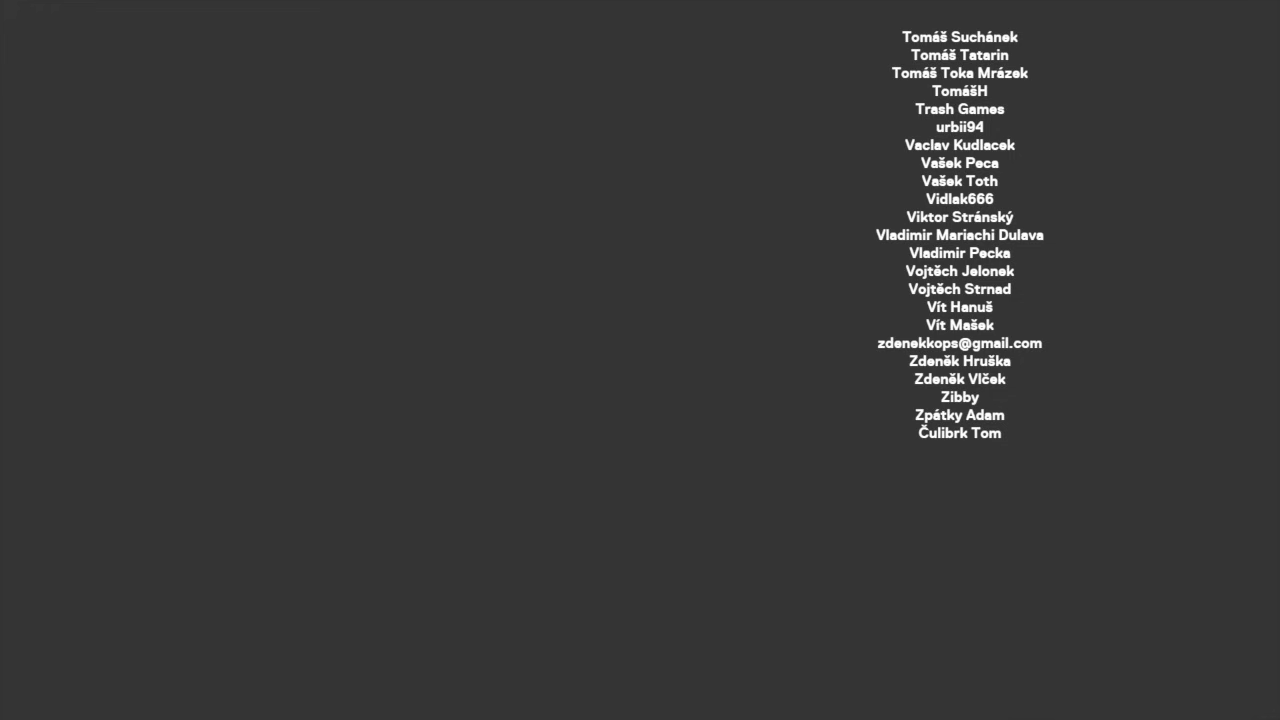 Tomáš Suchánek
Tomáš Tatarin
Tomáš Toka Mrázek
TomášH
Trash Games
urbii94
Vaclav Kudlacek
Vašek Peca
Vašek Toth
Vidlak666
Viktor Stránský
Vladimir Mariachi Dulava
Vladimir Pecka
Vojtěch Jelonek
Vojtěch Strnad
Vít Hanuš
Vít Mašek
zdenekkops@gmail.com
Zdeněk Hruška
Zdeněk Vlček
Zibby
Zpátky Adam
Čulibrk Tom